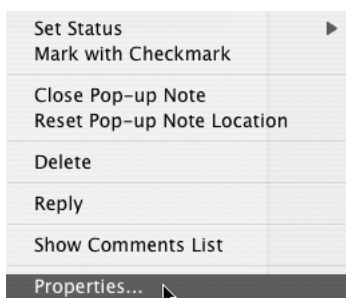 Set Status
Mark with Checkmark
Close Pop-up Note
Reset Pop-up Note Location
Delete
Reply
Show Comments List
Properties...